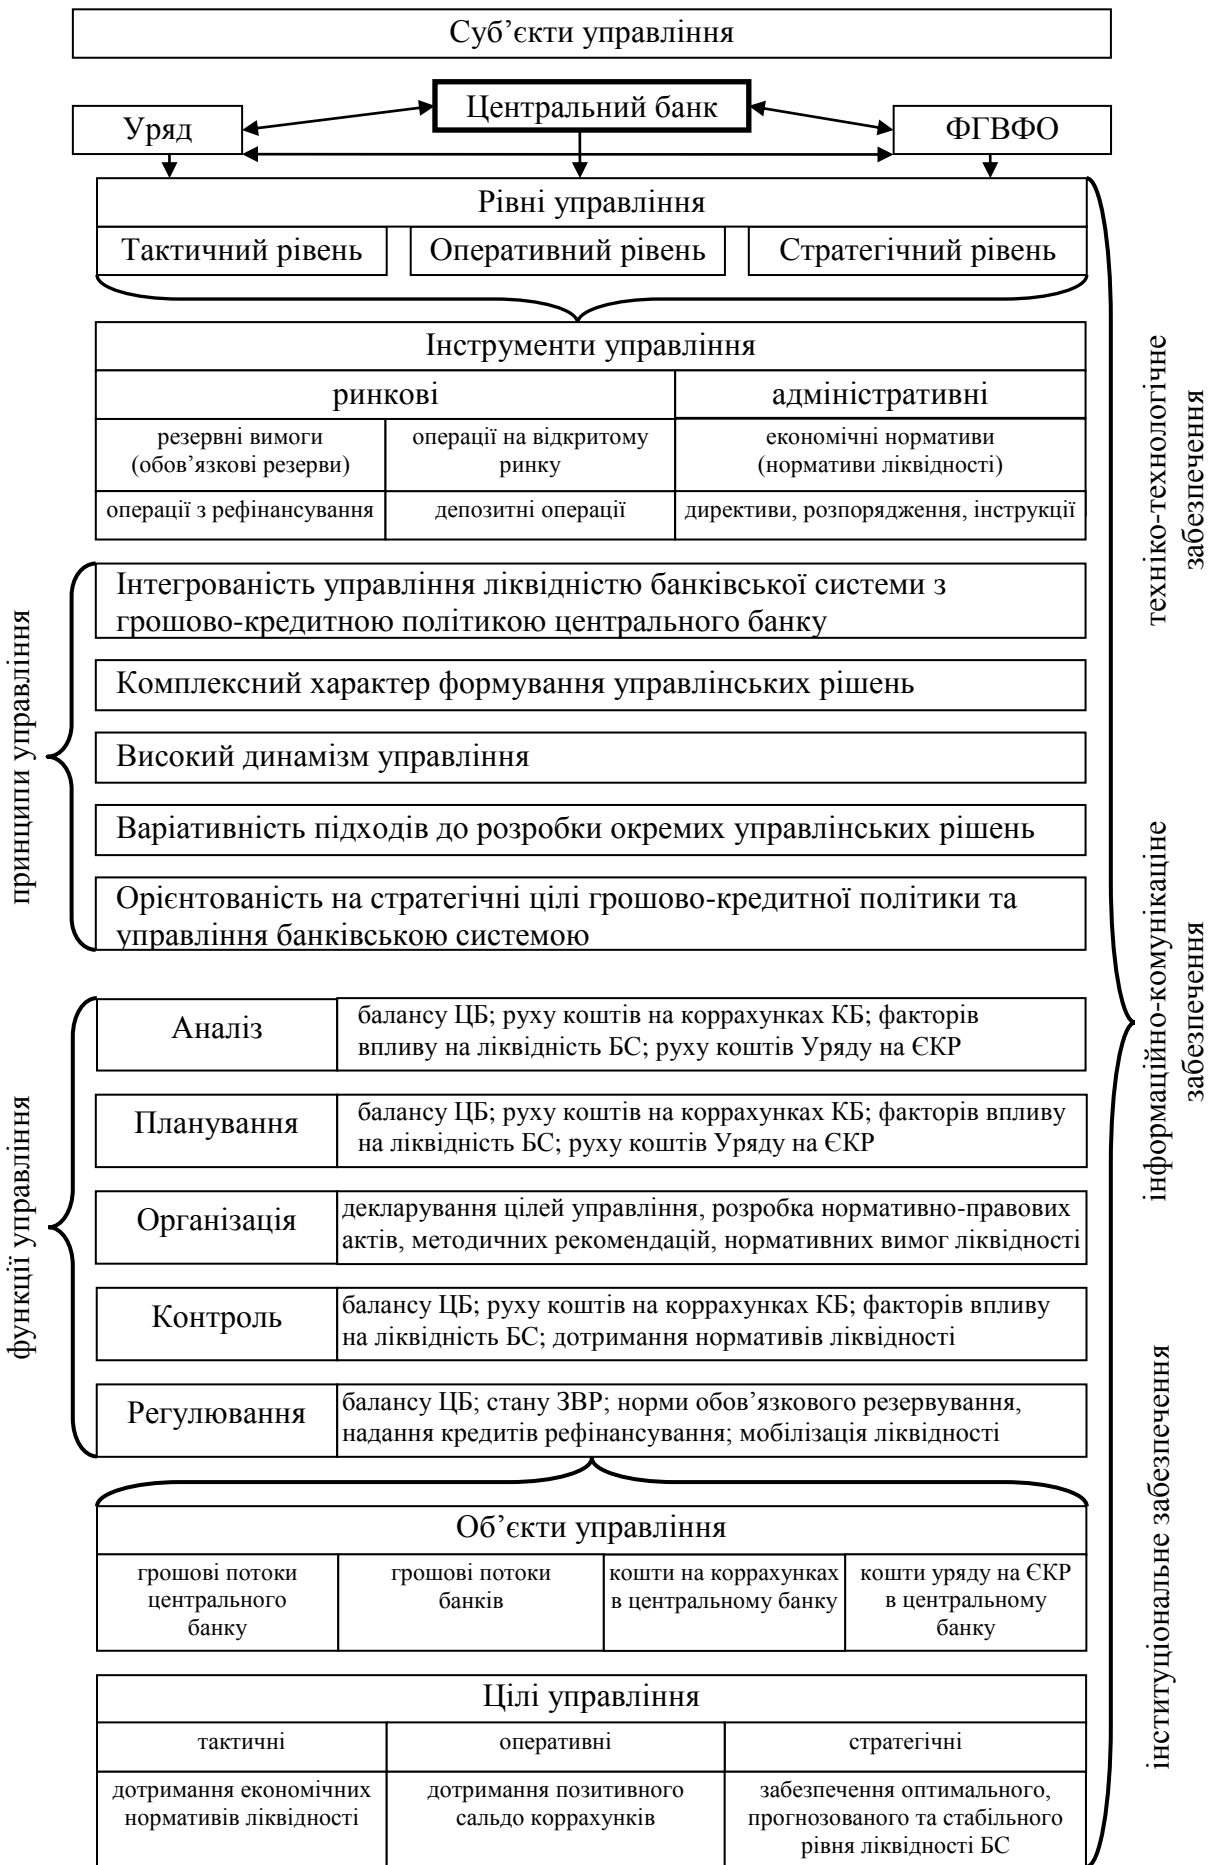 Суб’єкти управління
Центральний банк
Уряд
ФГВФО
Рівні управління
Тактичний рівень
Оперативний рівень
Стратегічний рівень
Інструменти управління
ринкові
адміністративні
резервні вимоги
(обов’язкові резерви)
операції на відкритому
ринку
економічні нормативи
(нормативи ліквідності)
операції з рефінансування
депозитні операції
директиви, розпорядження, інструкції
принципи управління
Інтегрованість управління ліквідністю банківської системи з
грошово-кредитною політикою центрального банку
Комплексний характер формування управлінських рішень
Високий динамізм управління
Варіативність підходів до розробки окремих управлінських рішень
Орієнтованість на стратегічні цілі грошово-кредитної політики та
управління банківською системою
функції управління
Аналіз
балансу ЦБ; руху коштів на коррахунках КБ; факторів
впливу на ліквідність БС; руху коштів Уряду на ЄКР
Планування
балансу ЦБ; руху коштів на коррахунках КБ; факторів впливу
на ліквідність БС; руху коштів Уряду на ЄКР
Організація
декларування цілей управління, розробка нормативно-правових
актів, методичних рекомендацій, нормативних вимог ліквідності
Контроль
балансу ЦБ; руху коштів на коррахунках КБ; факторів впливу
на ліквідність БС; дотримання нормативів ліквідності
Регулювання
балансу ЦБ; стану ЗВР; норми обов’язкового резервування,
надання кредитів рефінансування; мобілізація ліквідності
Об’єкти управління
грошові потоки
центрального
банку
грошові потоки
банків
кошти на коррахунках
в центральному банку
кошти уряду на ЄКР
в центральному
банку
Цілі управління
тактичні
оперативні
стратегічні
дотримання економічних
нормативів ліквідності
дотримання позитивного
сальдо коррахунків
забезпечення оптимального,
прогнозованого та стабільного
рівня ліквідності БС
техніко-технологічне
забезпечення
інформаційно-комунікаціне
забезпечення
інституціональне забезпечення